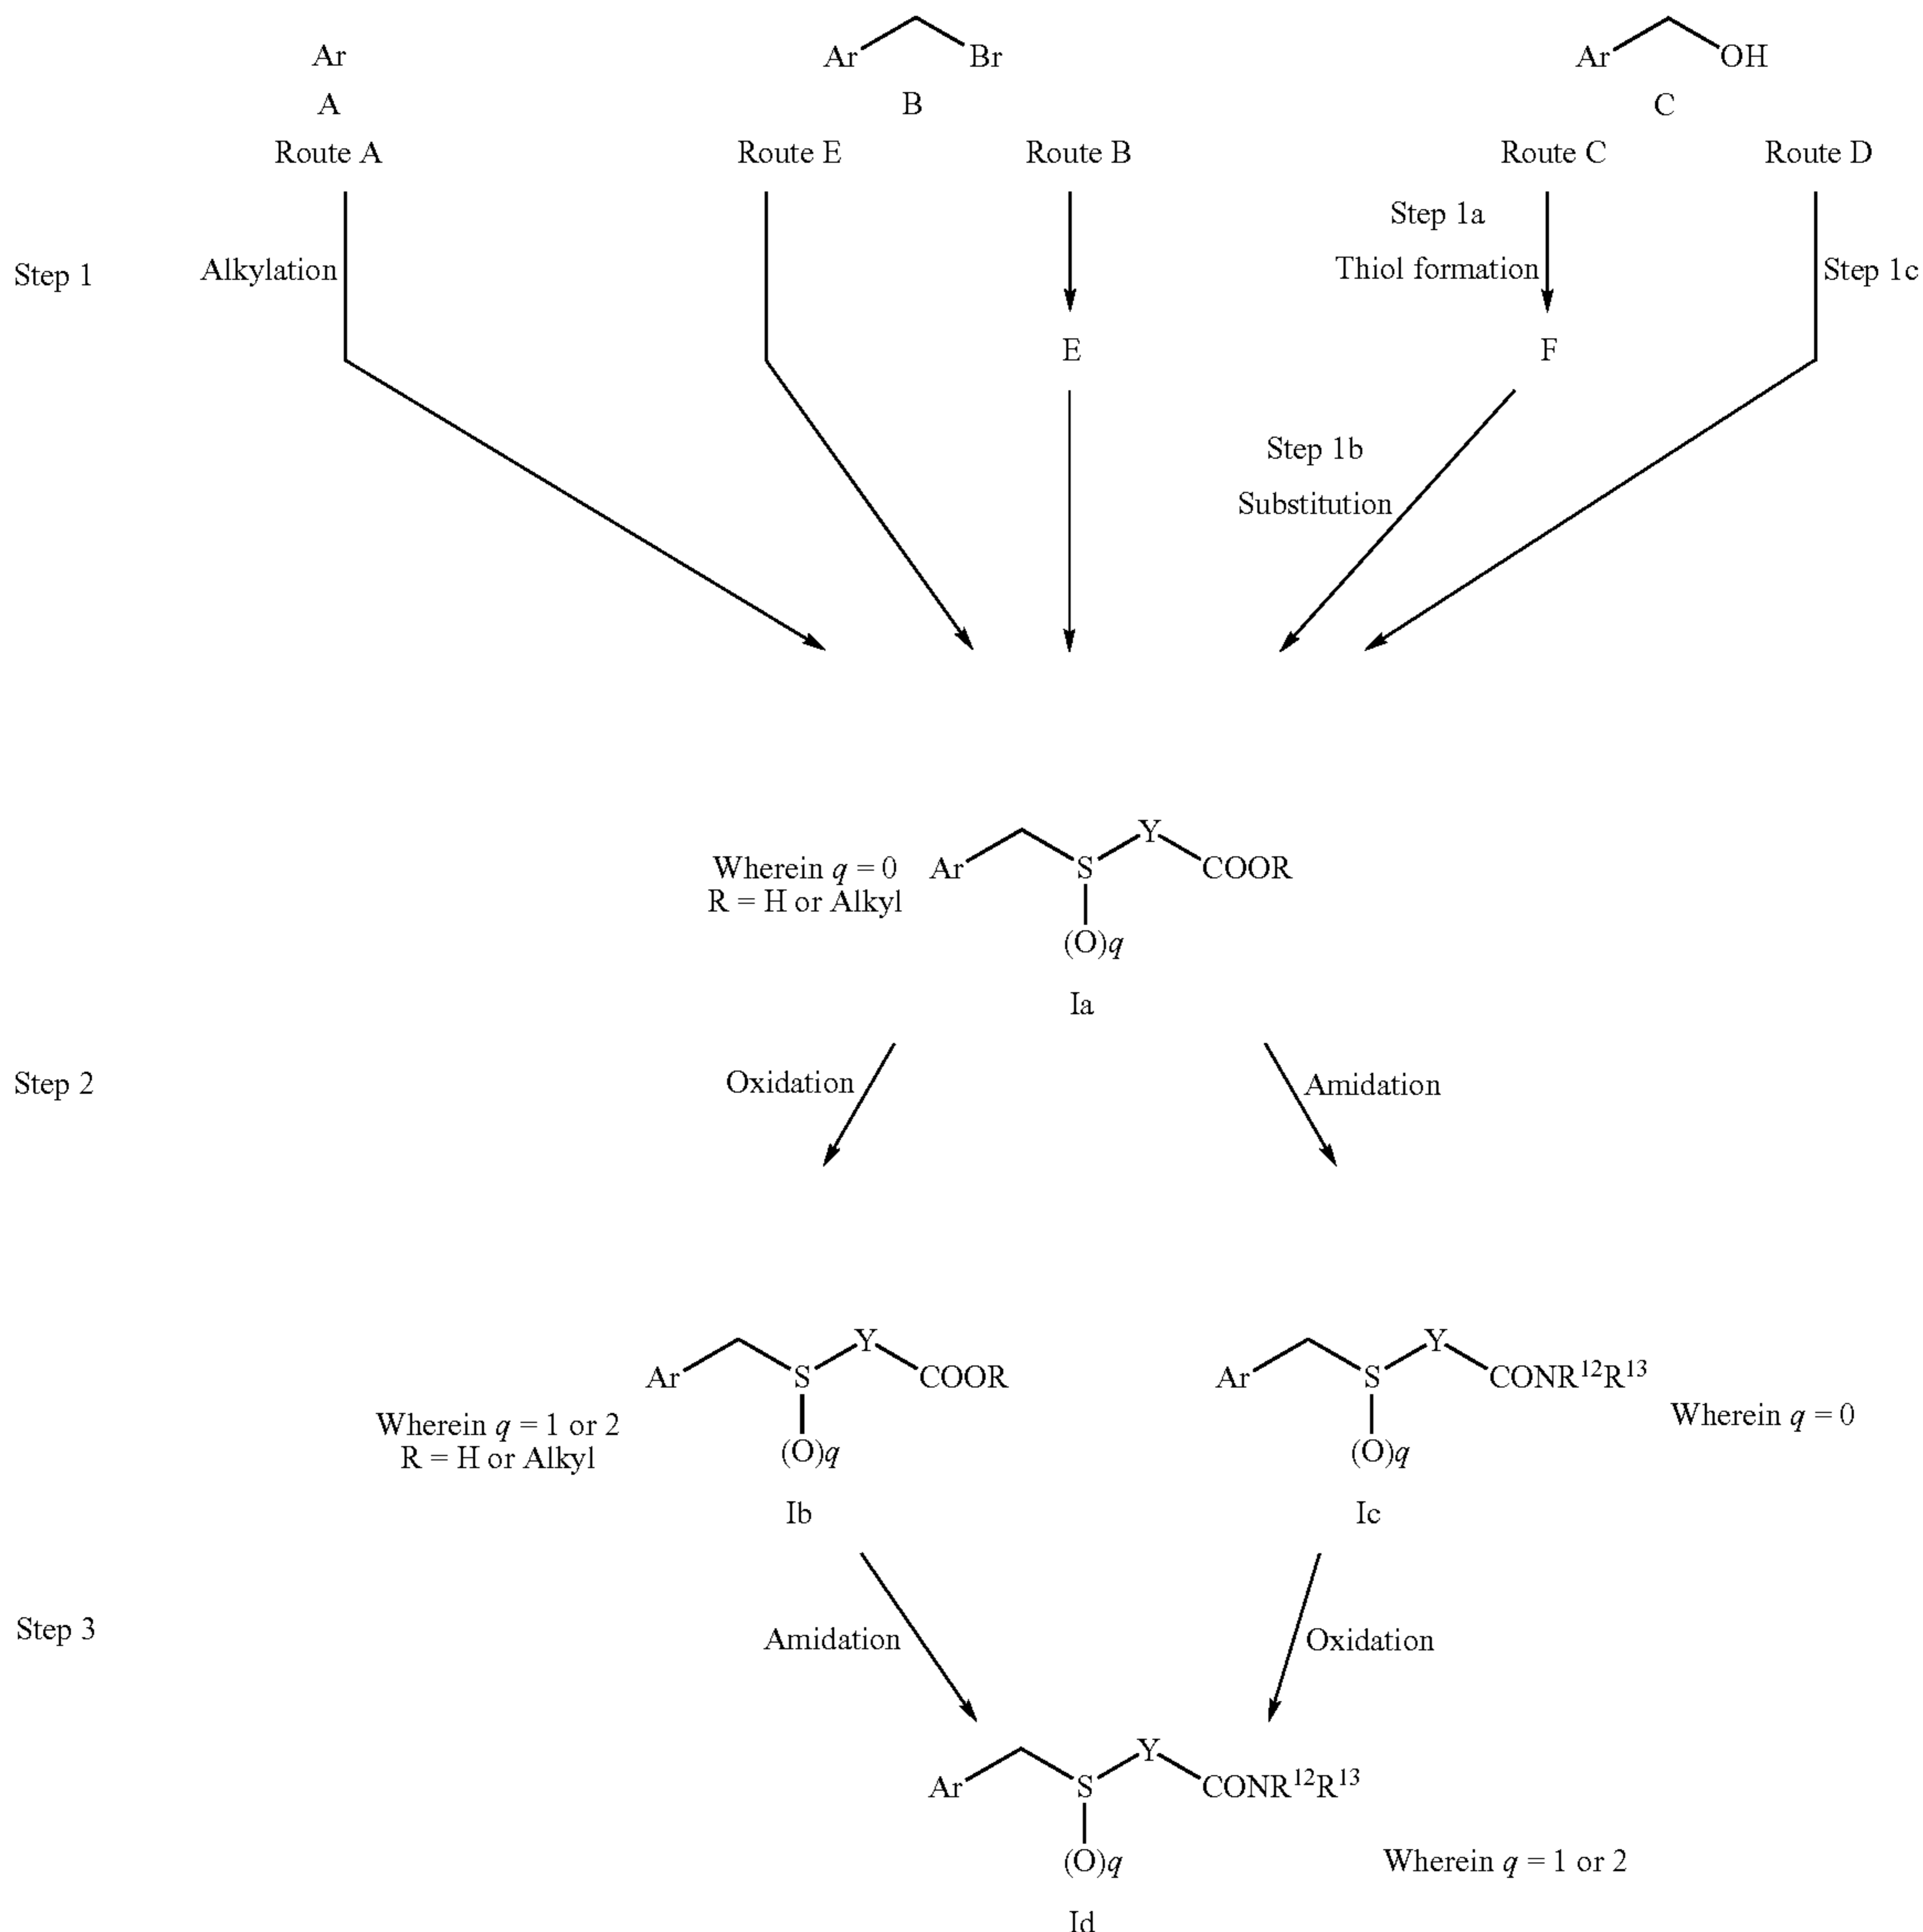 Ar
Br
Ar
OH
Ar
A
B
C
Route A
Route E
Route B
Route C
Route D
Step 1a
Step 1
Alkylation
Thiol formation
Step 1c
E
F
Step 1b
Substitution
Y
Wherein q = 0
Ar
S
COOR
R = H or Alkyl
(O)q
Ia
Step 2
Oxidation
Amidation
Y
Ar
S
COOR
Wherein q = 1 or 2
R = H or Alkyl
(O)q
Ib
Y
Ar
S
CONR¹²R¹³
Wherein q = 0
(O)q
Ic
Step 3
Amidation
Oxidation
Y
Ar
S
CONR¹²R¹³
(O)q
Wherein q = 1 or 2
Id